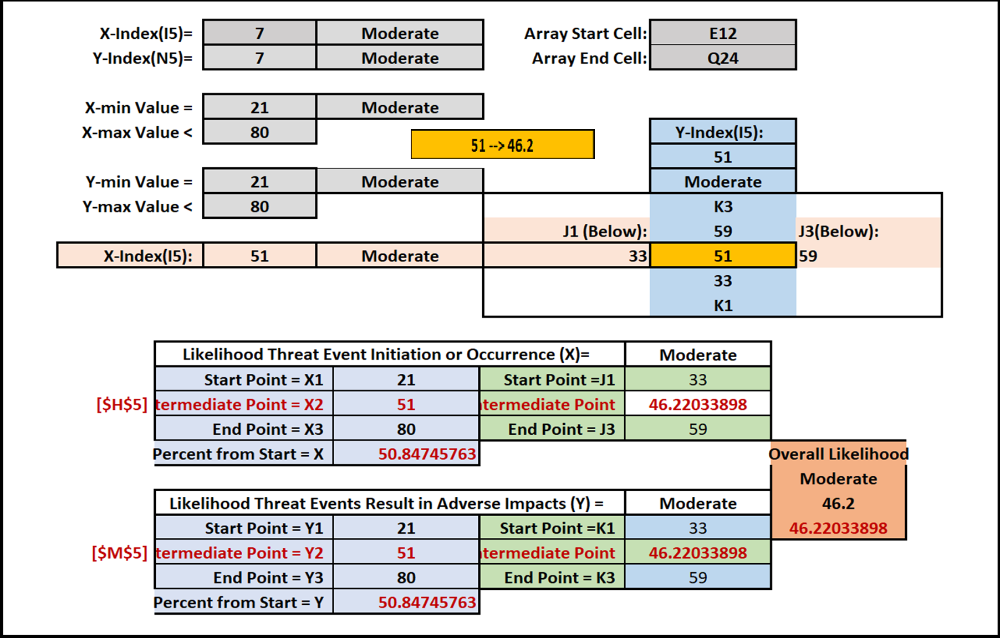 X-Index(I5)= 7 Moderate Array Start Cell: E12
Y-Index(N5)= 7 Moderate Array End Cell: Q24
X-min Value = 21 Moderate
X-max Value < 80 Y-Index(I5):
51 --> 46.2
51
Y-min Value = 21 Moderate Moderate
Y-max Value < 80 K3
J1 (Below): 59 J3(Below):
X-Index(I5): 51 Moderate 33 51 59
33
K1
Likelihood Threat Event Initiation or Occurrence (X)= Moderate
Start Point = X1 21 Start Point =J1 33
[$H$5] termediate Point = X2 51 ntermediate Point 46.22033898
End Point = X3 80 End Point = J3 59
Percent from Start = X 50.84745763 Overall Likelihood
Moderate
Likelihood Threat Events Result in Adverse Impacts (Y) = Moderate 46.2
Start Point = Y1 21 Start Point =K1 33 46.22033898
[$M$5] termediate Point = Y2 51 ntermediate Point 46.22033898
End Point = Y3 80 End Point = K3 59
Percent from Start = Y 50.84745763